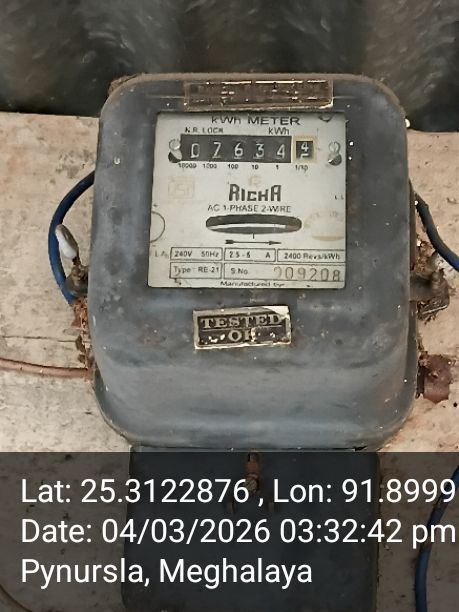 kWh METER
N.R. LOCK kWh
0 7 6 3 4 4
10000 1000 100 10 1 1/10
RICHA
AC 1-PHASE 2-WIRE
240V 50Hz 2.5 - 5 A 2400 Revs/kWh
Type : RE-21 S.No. 909208
Manufactured by:
TESTED
OK
Lat: 25.3122876 , Lon: 91.8999
Date: 04/03/2026 03:32:42 pm
Pynursla, Meghalaya